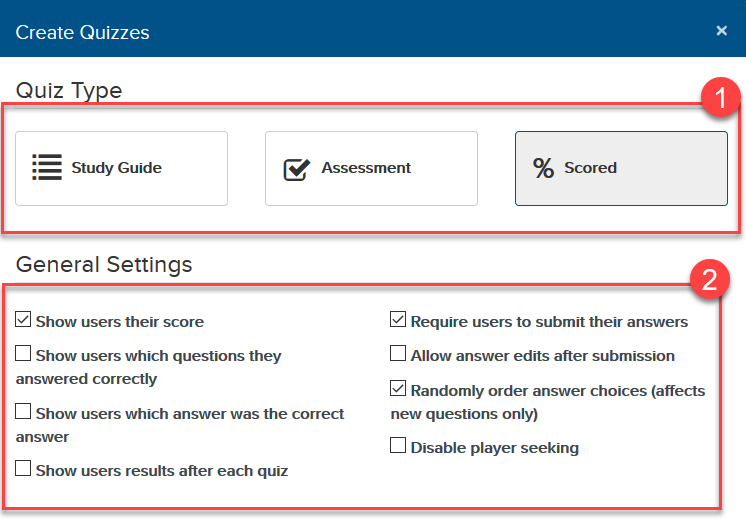 Create Quizzes ×
Quiz Type
1
Study Guide
Assessment
% Scored
General Settings
2
Show users their score
Show users which questions they
answered correctly
Show users which answer was the correct
answer
Show users results after each quiz
Require users to submit their answers
Allow answer edits after submission
Randomly order answer choices (affects
new questions only)
Disable player seeking